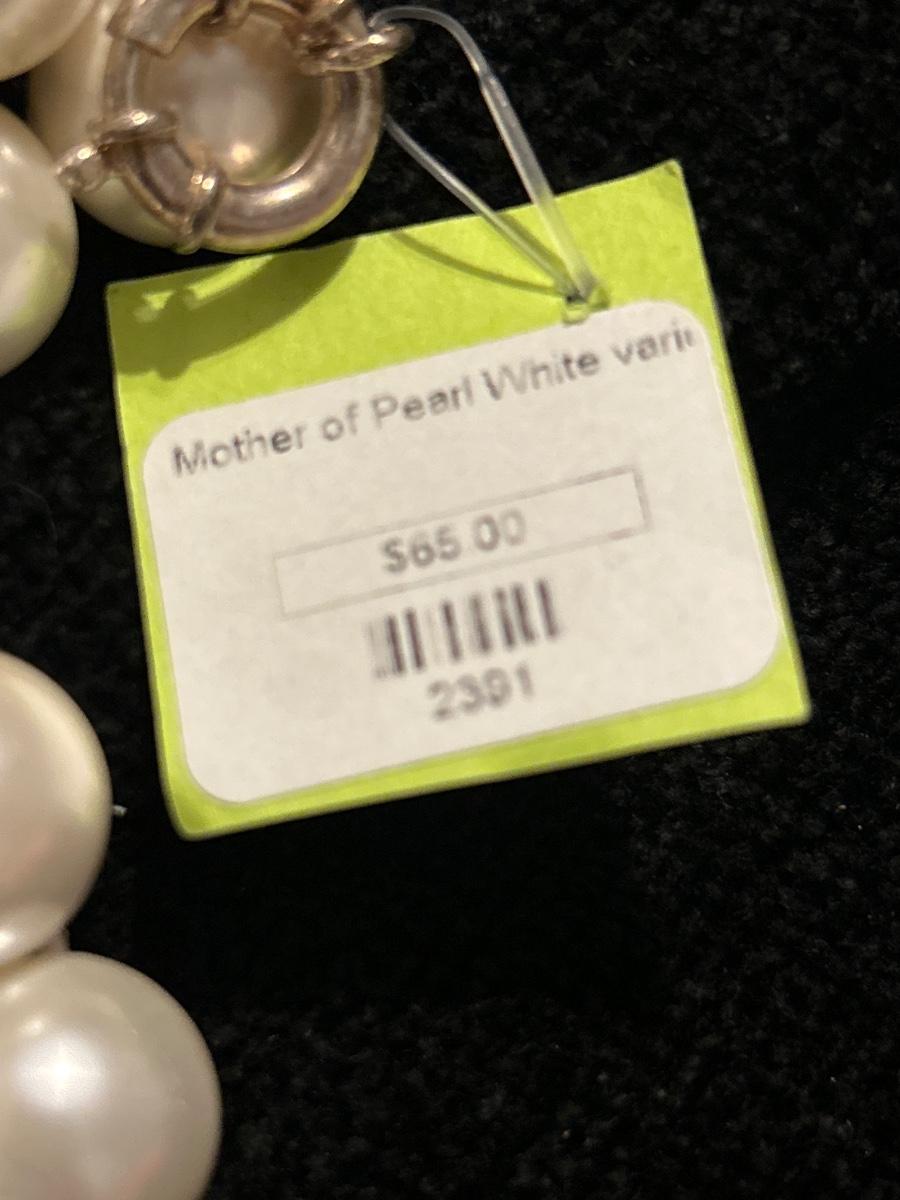 Mother of Pearl White vari
$65.00
2391